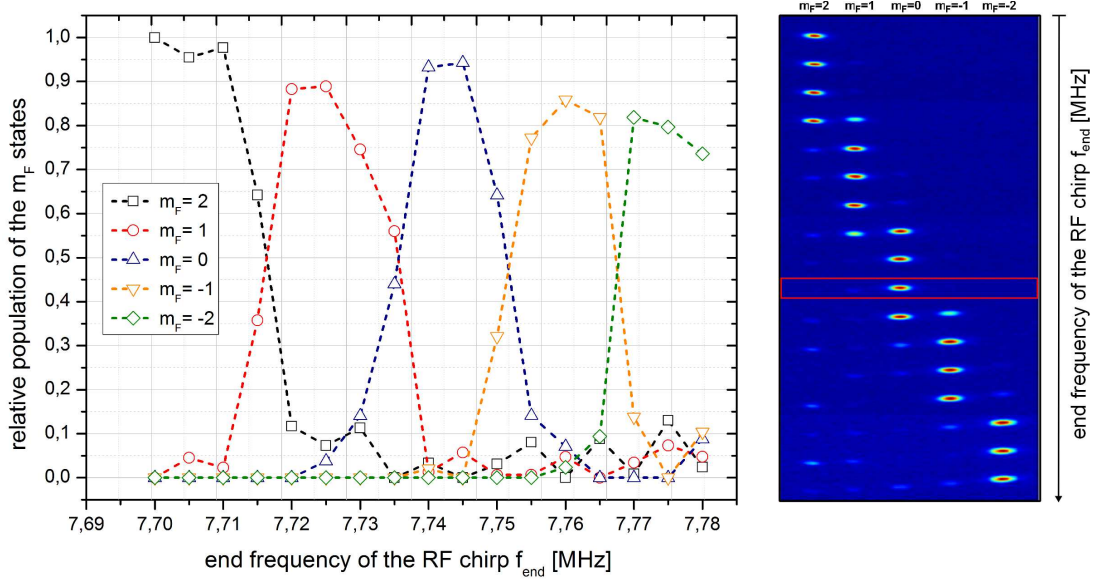 relative population of the m_F states
1,0
0,9
0,8
0,7
0,6
0,5
0,4
0,3
0,2
0,1
0,0
m_F= 2
m_F= 1
m_F= 0
m_F= -1
m_F= -2
7,69 7,70 7,71 7,72 7,73 7,74 7,75 7,76 7,77 7,78
end frequency of the RF chirp f_end [MHz]
m_F=2 m_F=1 m_F=0 m_F=-1 m_F=-2
end frequency of the RF chirp f_end [MHz]